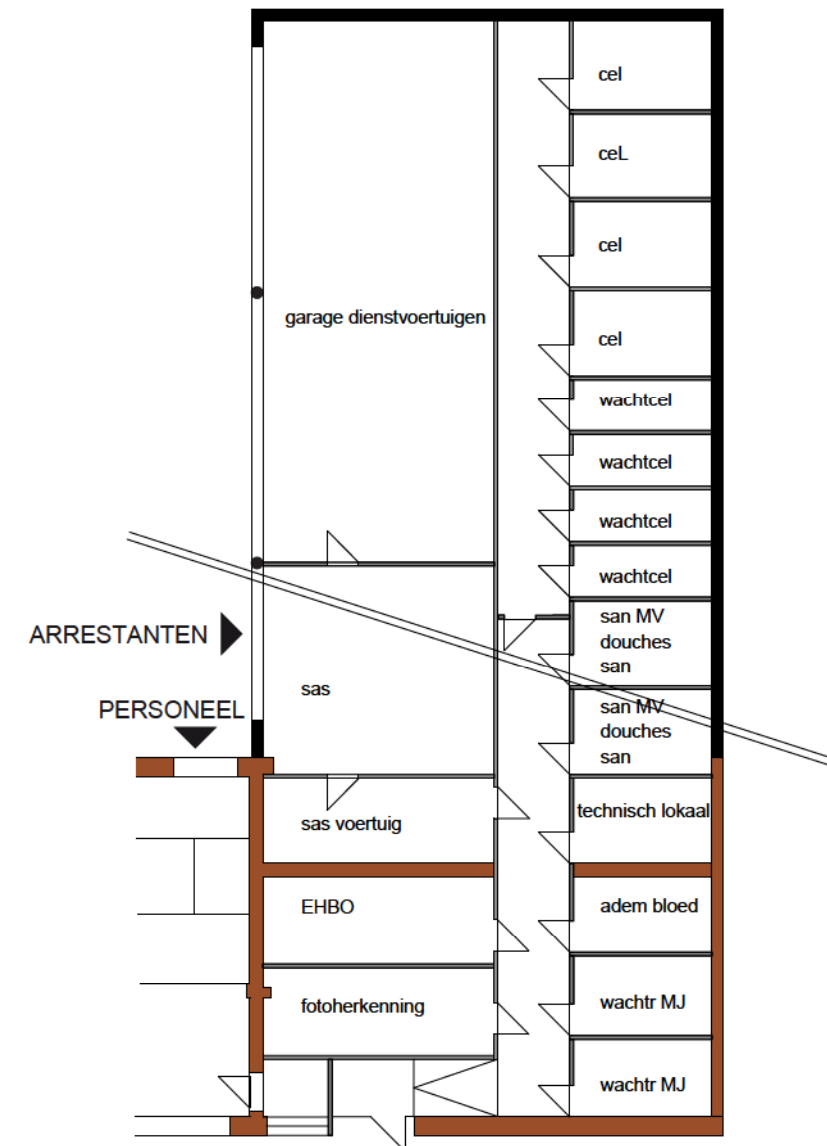 cel
ceL
cel
garage dienstvoertuigen
cel
wachtcel
wachtcel
wachtcel
wachtcel
ARRESTANTEN
san MV
douches
san
sas
PERSONEEL
san MV
douches
san
sas voertuig
technisch lokaal
EHBO
adem bloed
fotoherkenning
wachtr MJ
wachtr MJ